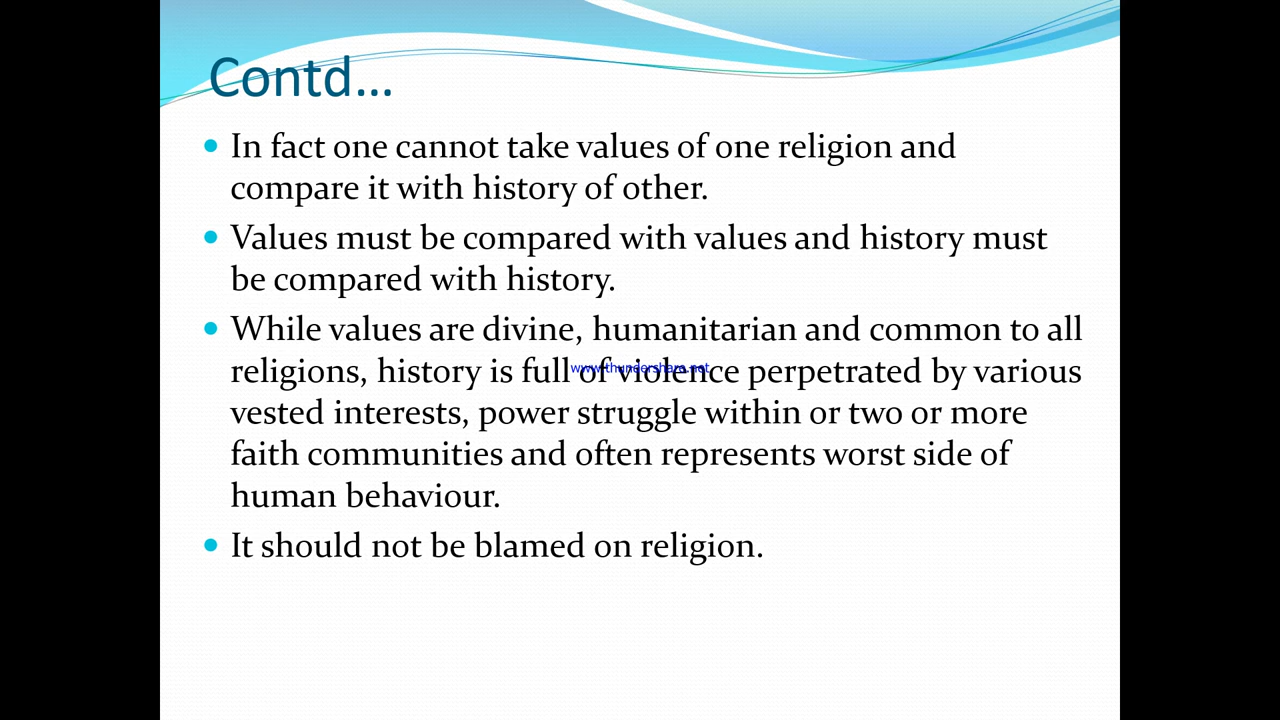 Contd...
In fact one cannot take values of one religion and
compare it with history of other.
Values must be compared with values and history must
be compared with history.
While values are divine, humanitarian and common to all
religions, history is full of violence perpetrated by various
www.thundershare.net
vested interests, power struggle within or two or more
faith communities and often represents worst side of
human behaviour.
It should not be blamed on religion.